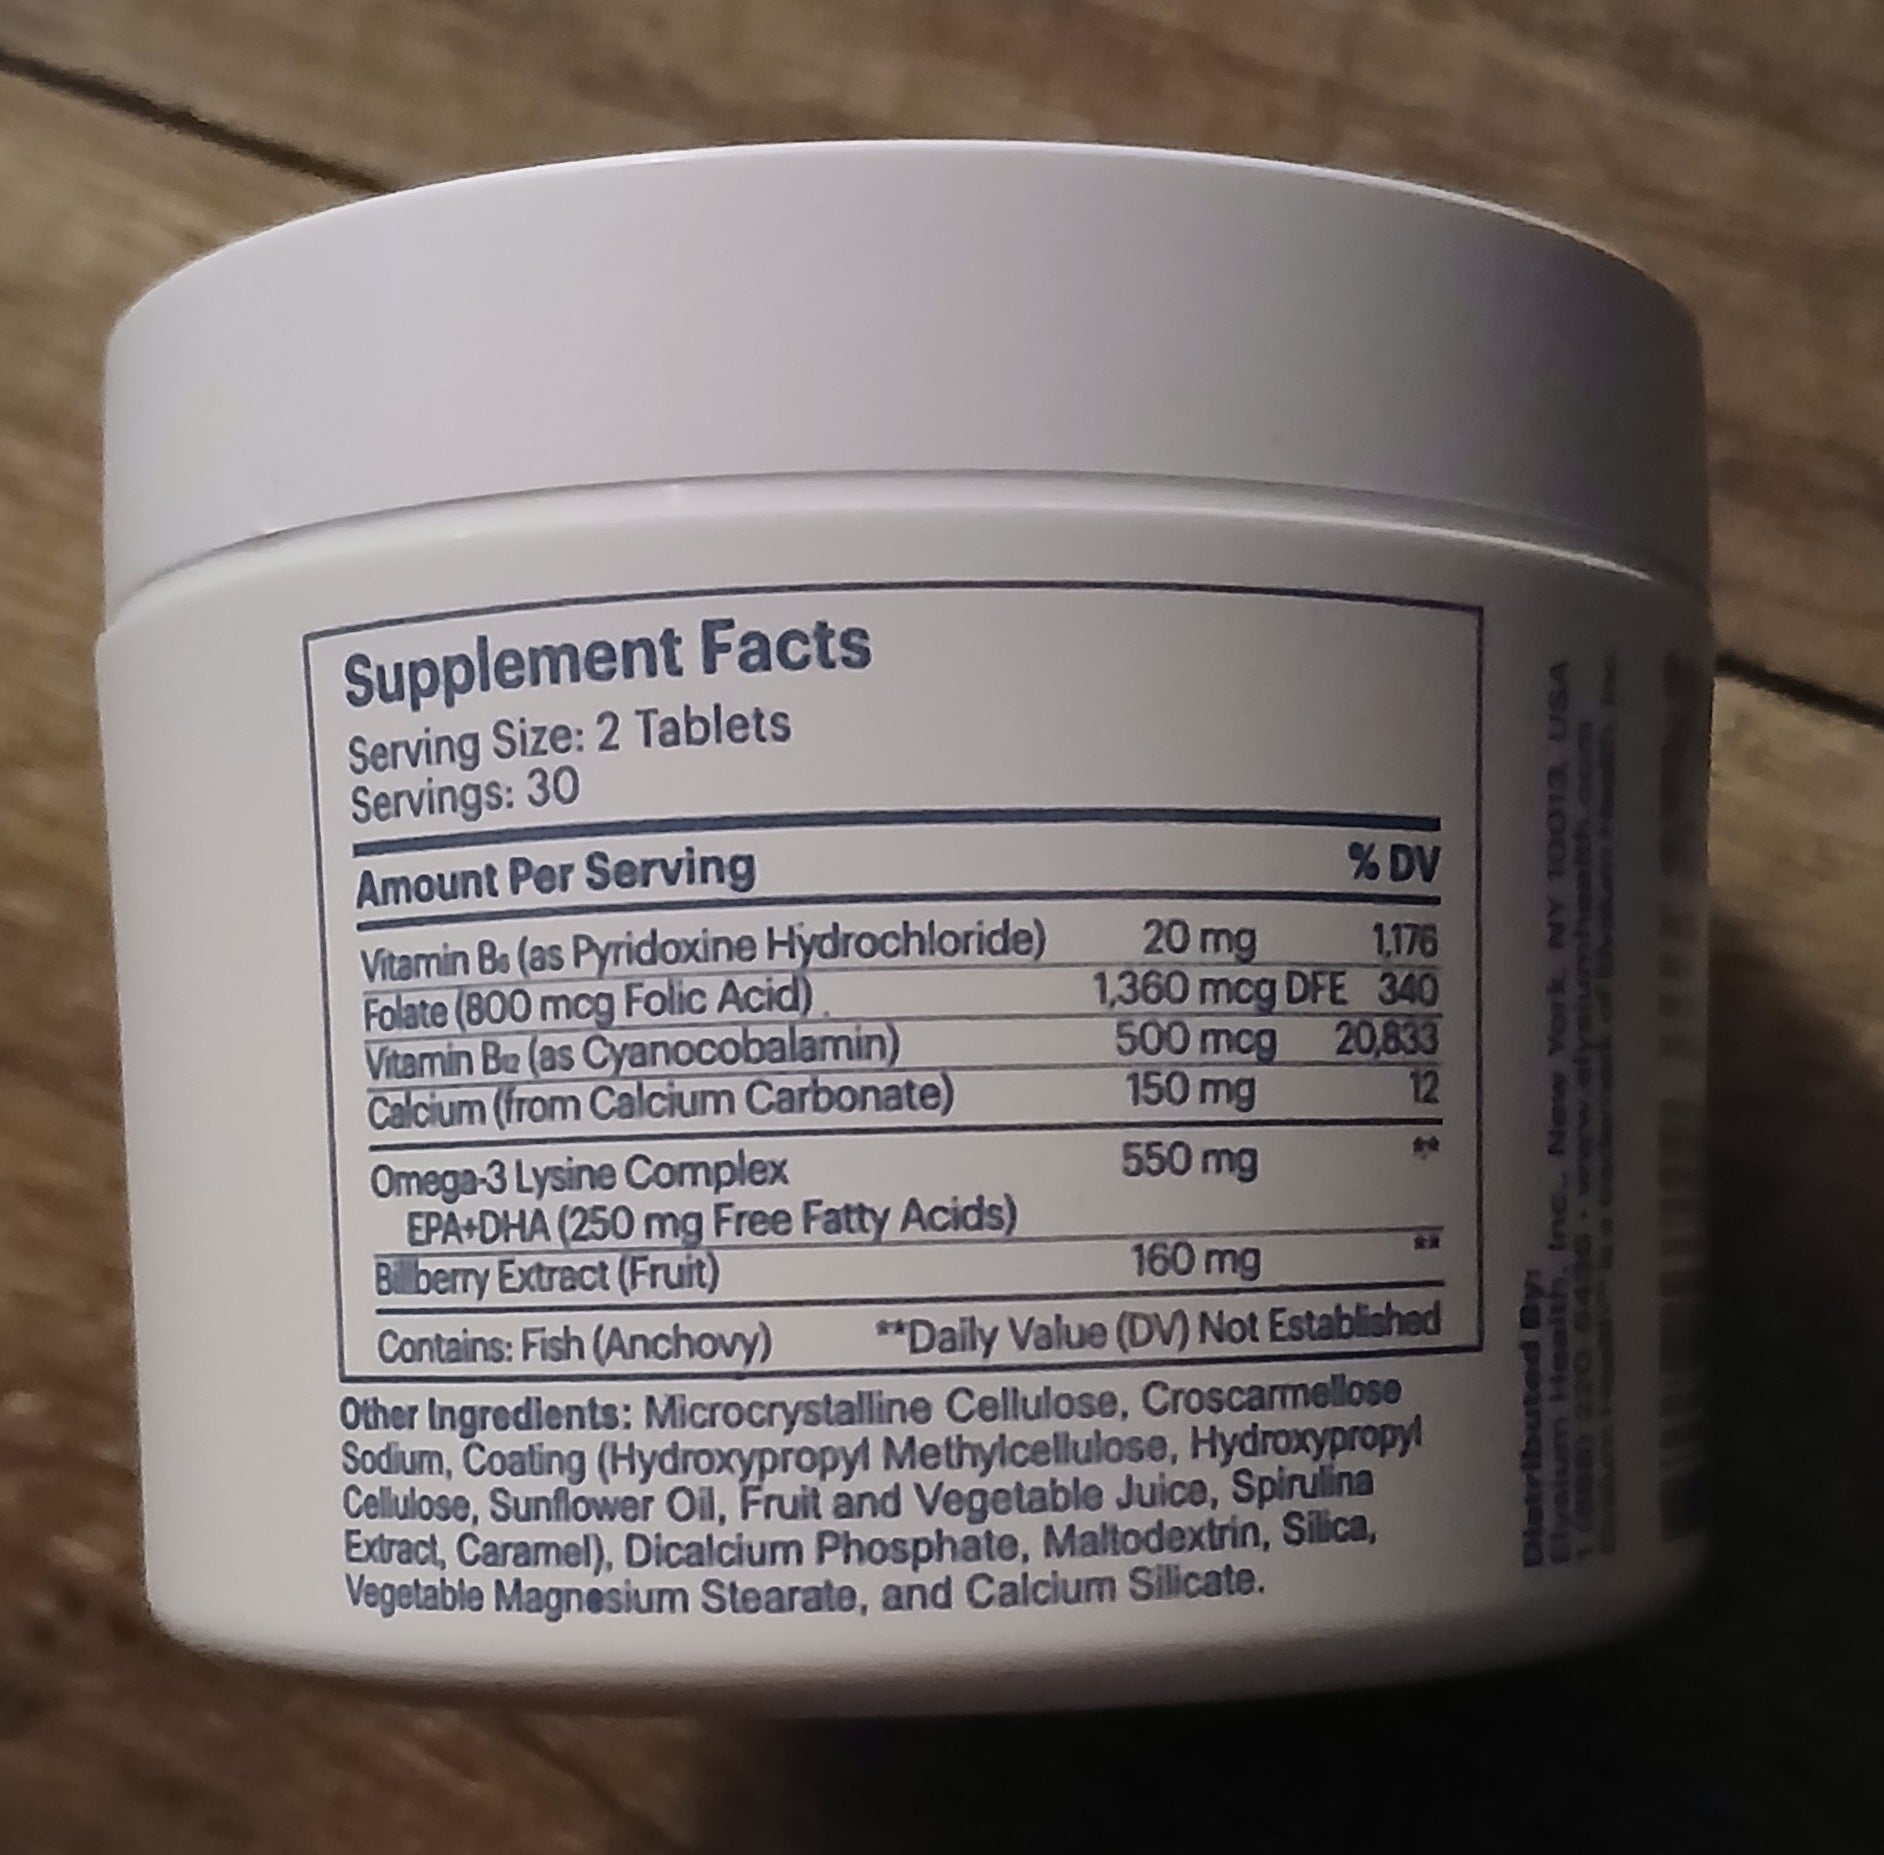 Supplement Facts
Serving Size: 2 Tablets
Servings: 30
Amount Per Serving % DV
Vitamin B₆ (as Pyridoxine Hydrochloride) 20 mg 1,176
Folate (800 mcg Folic Acid) 1,360 mcg DFE 340
Vitamin B₁₂ (as Cyanocobalamin) 500 mcg 20,833
Calcium (from Calcium Carbonate) 150 mg 12
Omega-3 Lysine Complex 550 mg **
EPA+DHA (250 mg Free Fatty Acids)
Bilberry Extract (Fruit) 160 mg **
Contains: Fish (Anchovy) **Daily Value (DV) Not Established
Other Ingredients: Microcrystalline Cellulose, Croscarmellose
Sodium, Coating (Hydroxypropyl Methylcellulose, Hydroxypropyl
Cellulose, Sunflower Oil, Fruit and Vegetable Juice, Spirulina
Extract, Caramel), Dicalcium Phosphate, Maltodextrin, Silica,
Vegetable Magnesium Stearate, and Calcium Silicate.
Distributed By:
Elysium Health, Inc., New York, NY 10013, USA
www.elysiumhealth.com